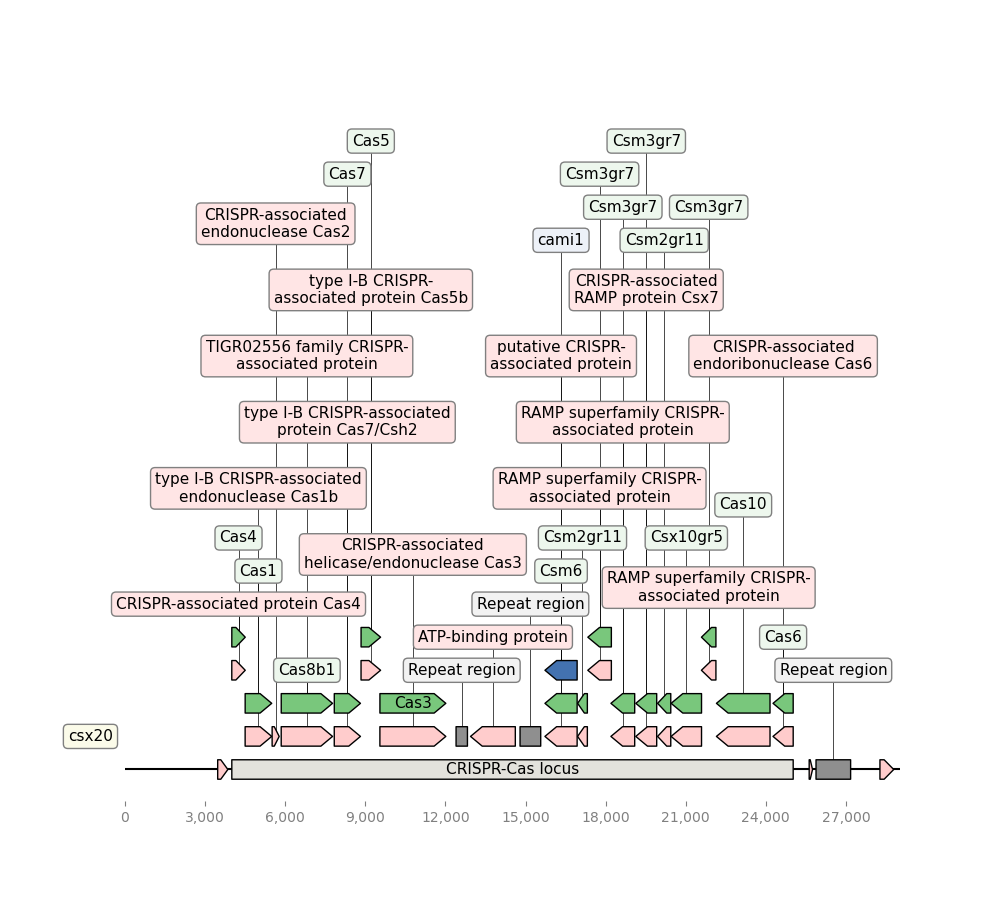 Cas5
Csm3gr7
Cas7
Csm3gr7
CRISPR-associated
endonuclease Cas2
Csm3gr7
Csm3gr7
cami1
Csm2gr11
type I-B CRISPR-
associated protein Cas5b
CRISPR-associated
RAMP protein Csx7
TIGR02556 family CRISPR-
associated protein
putative CRISPR-
associated protein
CRISPR-associated
endoribonuclease Cas6
type I-B CRISPR-associated
protein Cas7/Csh2
RAMP superfamily CRISPR-
associated protein
type I-B CRISPR-associated
endonuclease Cas1b
RAMP superfamily CRISPR-
associated protein
Cas10
Cas4
CRISPR-associated
helicase/endonuclease Cas3
Csm2gr11
Csx10gr5
Cas1
Csm6
RAMP superfamily CRISPR-
associated protein
CRISPR-associated protein Cas4
Repeat region
ATP-binding protein
Cas6
Cas8b1
Repeat region
Repeat region
Cas3
csx20
CRISPR-Cas locus
0
3,000
6,000
9,000
12,000
15,000
18,000
21,000
24,000
27,000